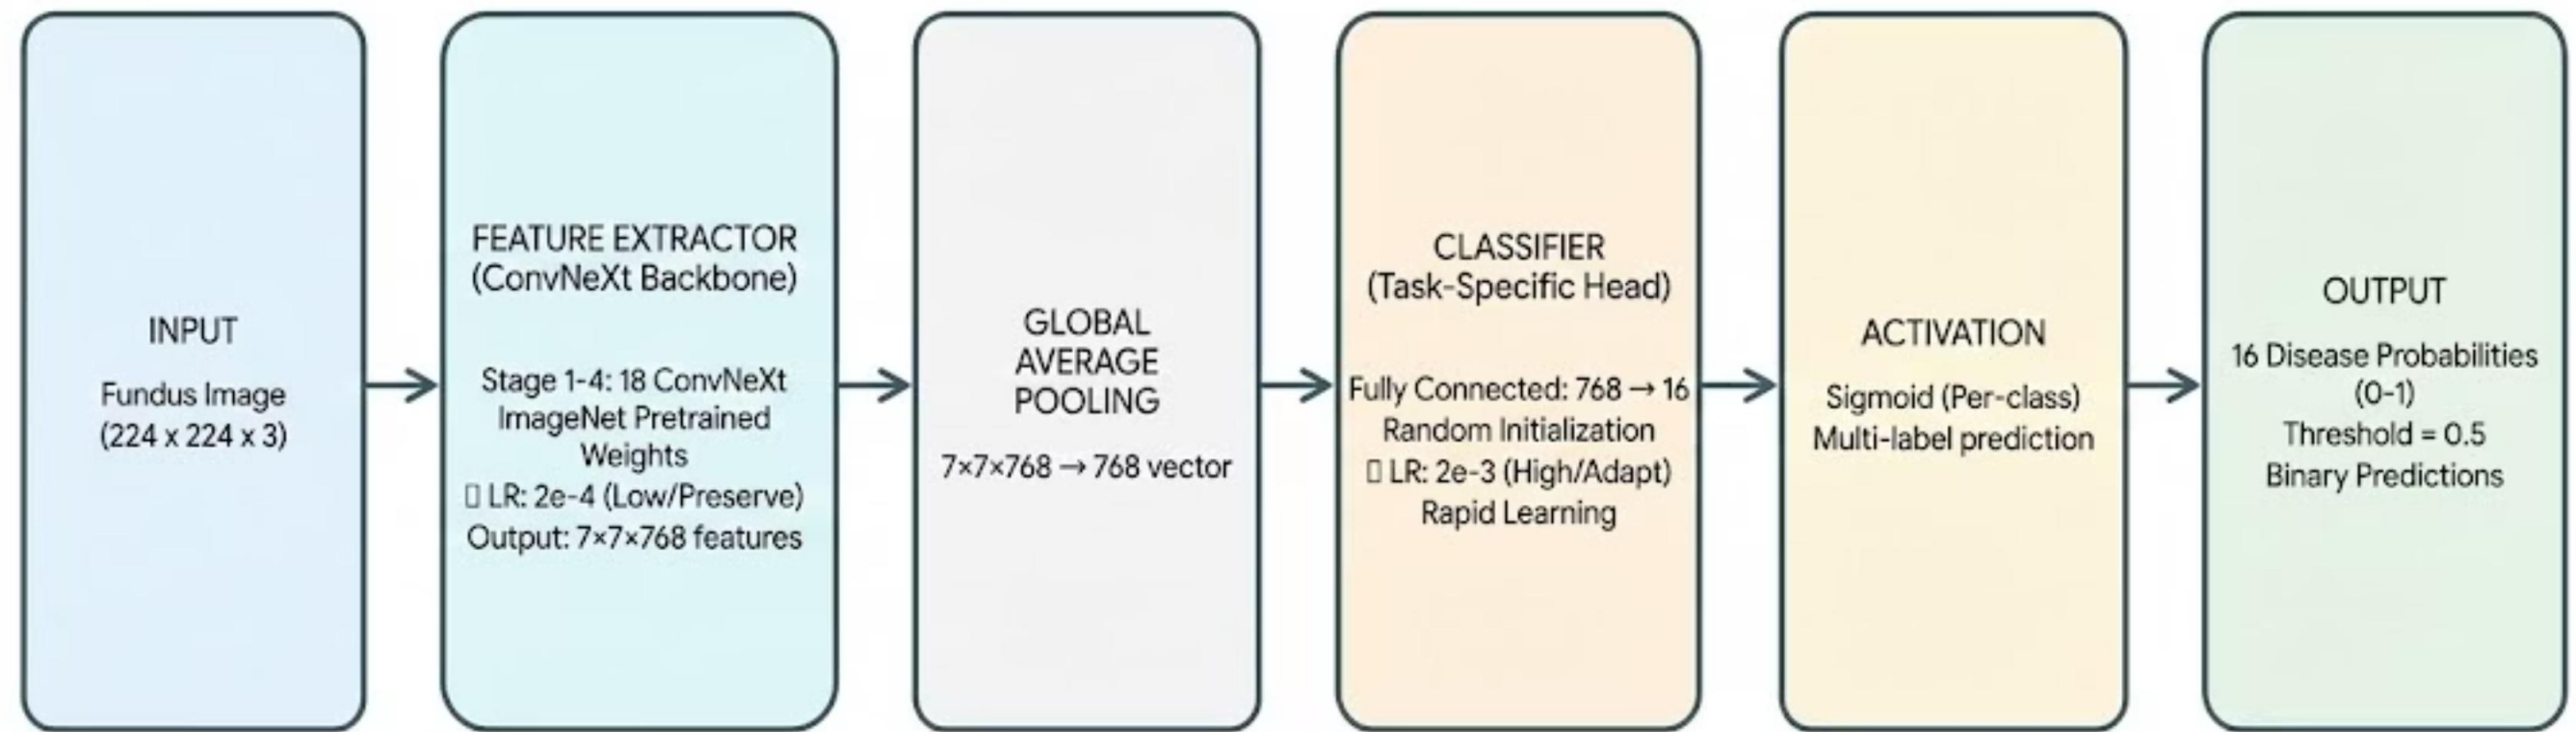 INPUT
Fundus Image
(224 x 224 x 3)
FEATURE EXTRACTOR
(ConvNeXt Backbone)
Stage 1-4: 18 ConvNeXt
ImageNet Pretrained
Weights
▯ LR: 2e-4 (Low/Preserve)
Output: 7×7×768 features
GLOBAL
AVERAGE
POOLING
7×7×768 → 768 vector
CLASSIFIER
(Task-Specific Head)
Fully Connected: 768 → 16
Random Initialization
▯ LR: 2e-3 (High/Adapt)
Rapid Learning
ACTIVATION
Sigmoid (Per-class)
Multi-label prediction
OUTPUT
16 Disease Probabilities
(0-1)
Threshold = 0.5
Binary Predictions